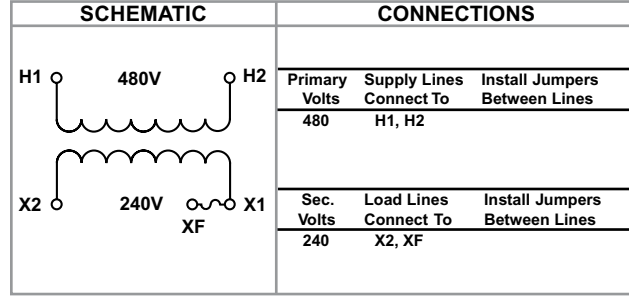 SCHEMATIC
CONNECTIONS
H1 480V H2
X2 240V X1
XF
Primary Supply Lines Install Jumpers
Volts Connect To Between Lines
480 H1, H2
Sec. Load Lines Install Jumpers
Volts Connect To Between Lines
240 X2, XF